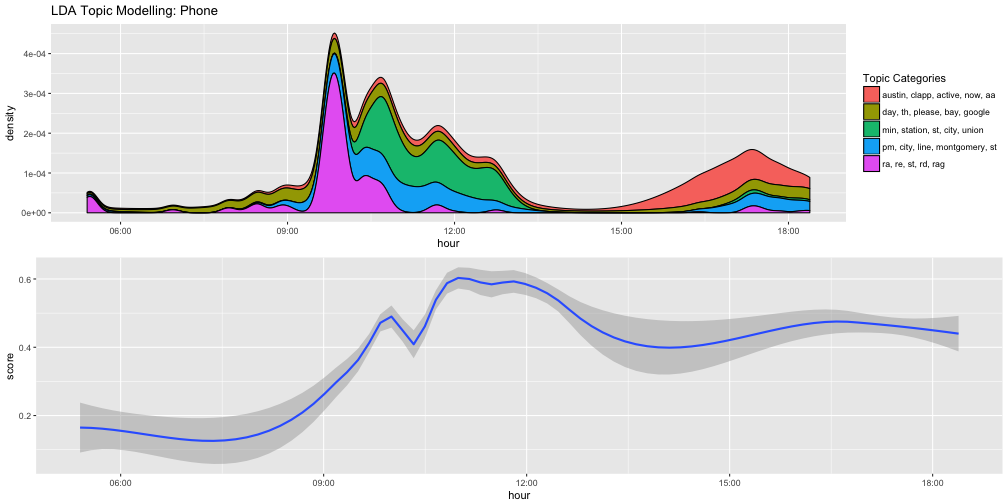 LDA Topic Modelling: Phone
4e-04
3e-04
2e-04
1e-04
0e+00
density
06:00 09:00 12:00 15:00 18:00
hour
Topic Categories
austin, clapp, active, now, aa
day, th, please, bay, google
min, station, st, city, union
pm, city, line, montgomery, st
ra, re, st, rd, rag
0.6
0.4
0.2
score
06:00 09:00 12:00 15:00 18:00
hour